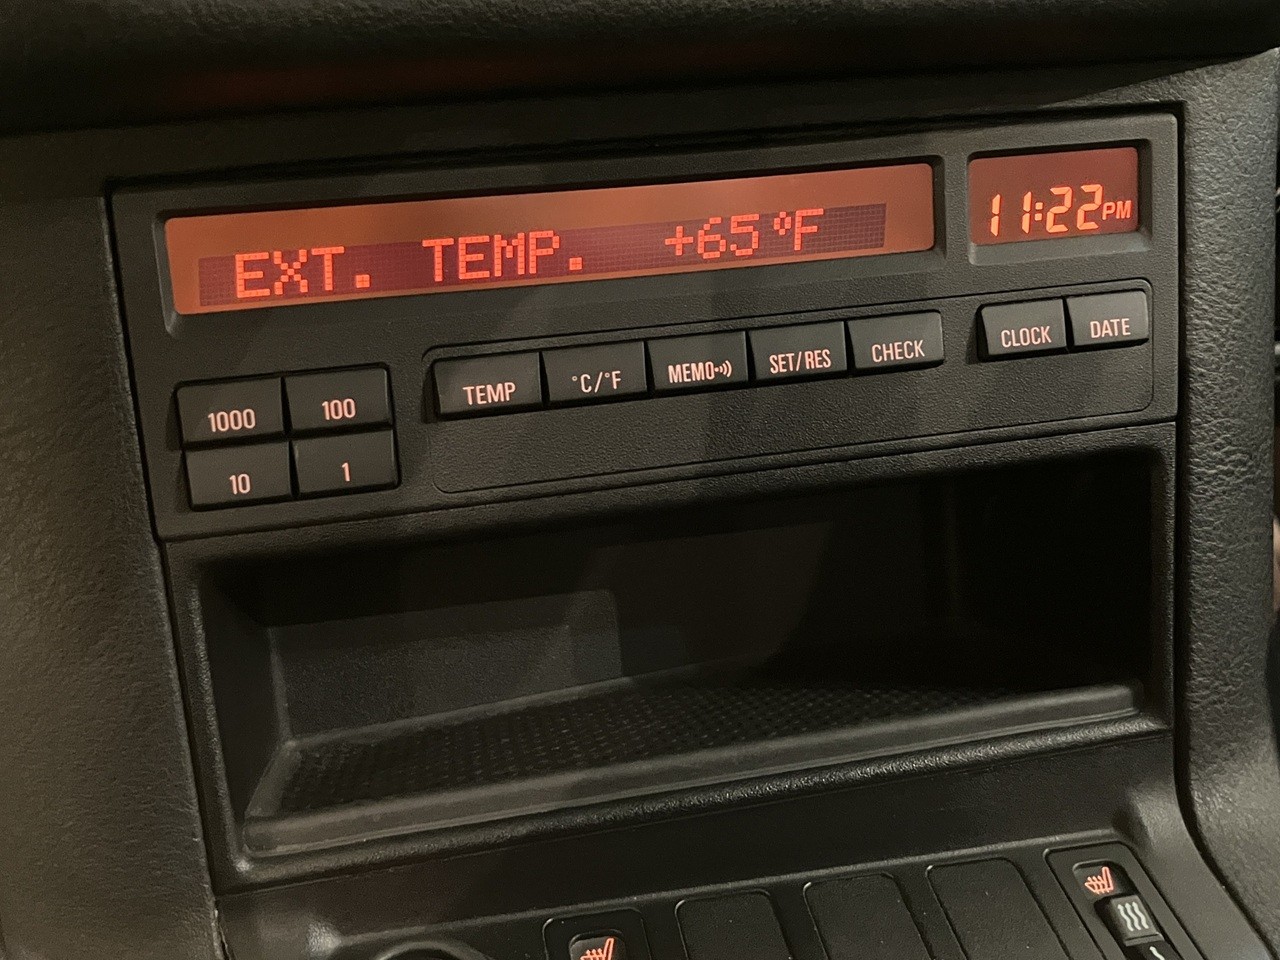 EXT. TEMP. +65°F
11:22PM
TEMP °C/°F MEMO SET/RES CHECK CLOCK DATE
1000 100
10 1